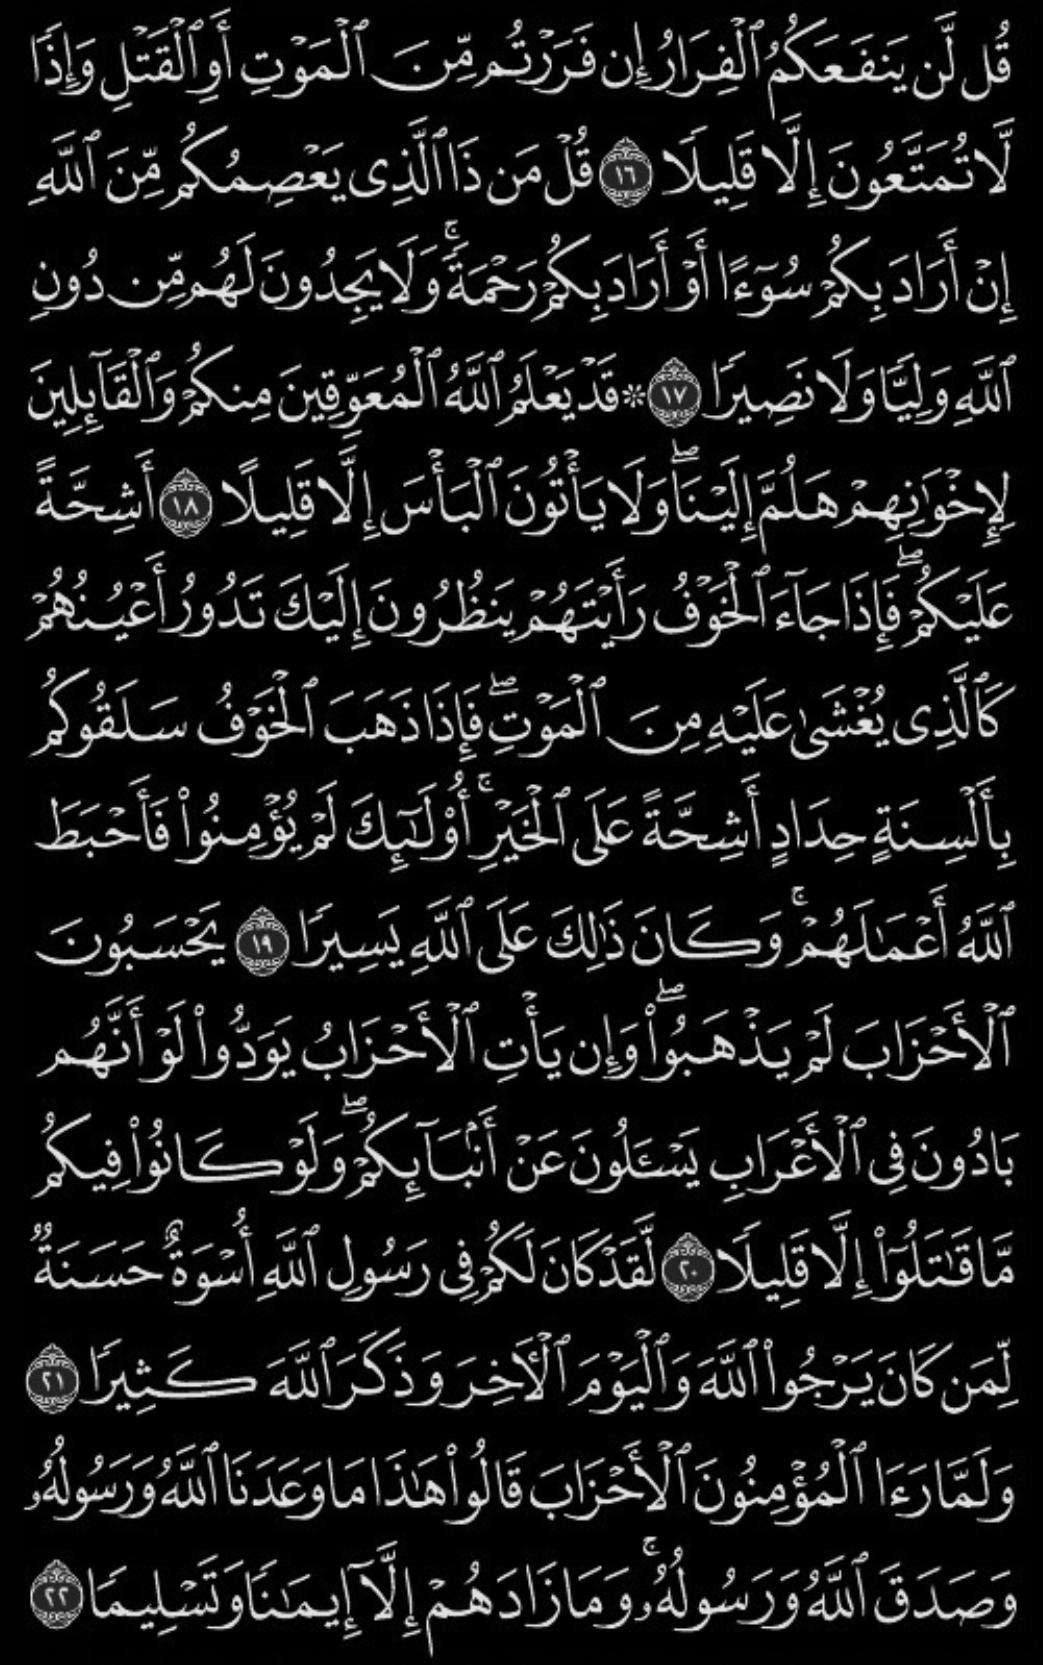 قُل لَّن يَنفَعَكُمُ ٱلْفِرَارُ إِن فَرَرْتُم مِّنَ ٱلْمَوْتِ أَوِ ٱلْقَتْلِ وَإِذًا
لَّا تُمَتَّعُونَ إِلَّا قَلِيلًا ١٦ قُلْ مَن ذَا ٱلَّذِى يَعْصِمُكُم مِّنَ ٱللَّهِ
إِنْ أَرَادَ بِكُمْ سُوٓءًا أَوْ أَرَادَ بِكُمْ رَحْمَةً ۚ وَلَا يَجِدُونَ لَهُم مِّن دُونِ
ٱللَّهِ وَلِيًّا وَلَا نَصِيرًا ١٧ ۞ قَدْ يَعْلَمُ ٱللَّهُ ٱلْمُعَوِّقِينَ مِنكُمْ وَٱلْقَآئِلِينَ
لِإِخْوَٰنِهِمْ هَلُمَّ إِلَيْنَا ۖ وَلَا يَأْتُونَ ٱلْبَأْسَ إِلَّا قَلِيلًا ١٨ أَشِحَّةً
عَلَيْكُمْ ۖ فَإِذَا جَآءَ ٱلْخَوْفُ رَأَيْتَهُمْ يَنظُرُونَ إِلَيْكَ تَدُورُ أَعْيُنُهُمْ
كَٱلَّذِى يُغْشَىٰ عَلَيْهِ مِنَ ٱلْمَوْتِ ۖ فَإِذَا ذَهَبَ ٱلْخَوْفُ سَلَقُوكُم
بِأَلْسِنَةٍ حِدَادٍ أَشِحَّةً عَلَى ٱلْخَيْرِ ۚ أُو۟لَٰٓئِكَ لَمْ يُؤْمِنُوا۟ فَأَحْبَطَ
ٱللَّهُ أَعْمَٰلَهُمْ ۚ وَكَانَ ذَٰلِكَ عَلَى ٱللَّهِ يَسِيرًا ١٩ يَحْسَبُونَ
ٱلْأَحْزَابَ لَمْ يَذْهَبُوا۟ ۖ وَإِن يَأْتِ ٱلْأَحْزَابُ يَوَدُّوا۟ لَوْ أَنَّهُم
بَادُونَ فِى ٱلْأَعْرَابِ يَسْـَٔلُونَ عَنْ أَنۢبَآئِكُمْ ۖ وَلَوْ كَانُوا۟ فِيكُم
مَّا قَٰتَلُوٓا۟ إِلَّا قَلِيلًا ٢٠ لَّقَدْ كَانَ لَكُمْ فِى رَسُولِ ٱللَّهِ أُسْوَةٌ حَسَنَةٌ
لِّمَن كَانَ يَرْجُوا۟ ٱللَّهَ وَٱلْيَوْمَ ٱلْـَٔاخِرَ وَذَكَرَ ٱللَّهَ كَثِيرًا ٢١
وَلَمَّا رَءَا ٱلْمُؤْمِنُونَ ٱلْأَحْزَابَ قَالُوا۟ هَٰذَا مَا وَعَدَنَا ٱللَّهُ وَرَسُولُهُۥ
وَصَدَقَ ٱللَّهُ وَرَسُولُهُۥ ۚ وَمَا زَادَهُمْ إِلَّآ إِيمَٰنًا وَتَسْلِيمًا ٢٢